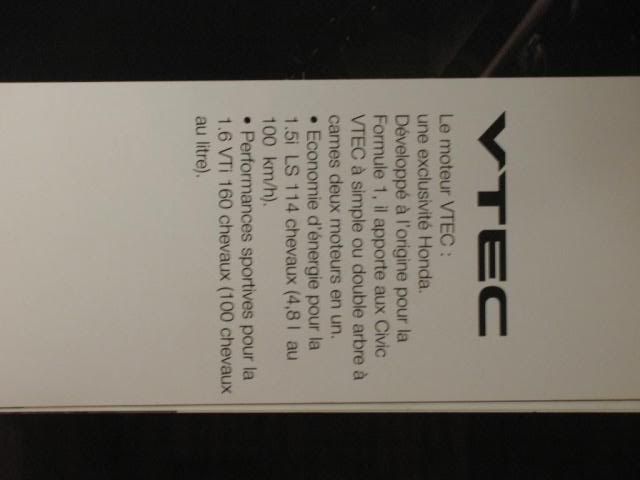 VTEC
Le moteur VTEC :
une exclusivité Honda.
Développé à l'origine pour la
Formule 1, il apporte aux Civic
VTEC à simple ou double arbre à
cames deux moteurs en un.
• Economie d'énergie pour la
1.5i LS 114 chevaux (4,8 l au
100 km/h).
• Performances sportives pour la
1.6 VTi 160 chevaux (100 chevaux
au litre).